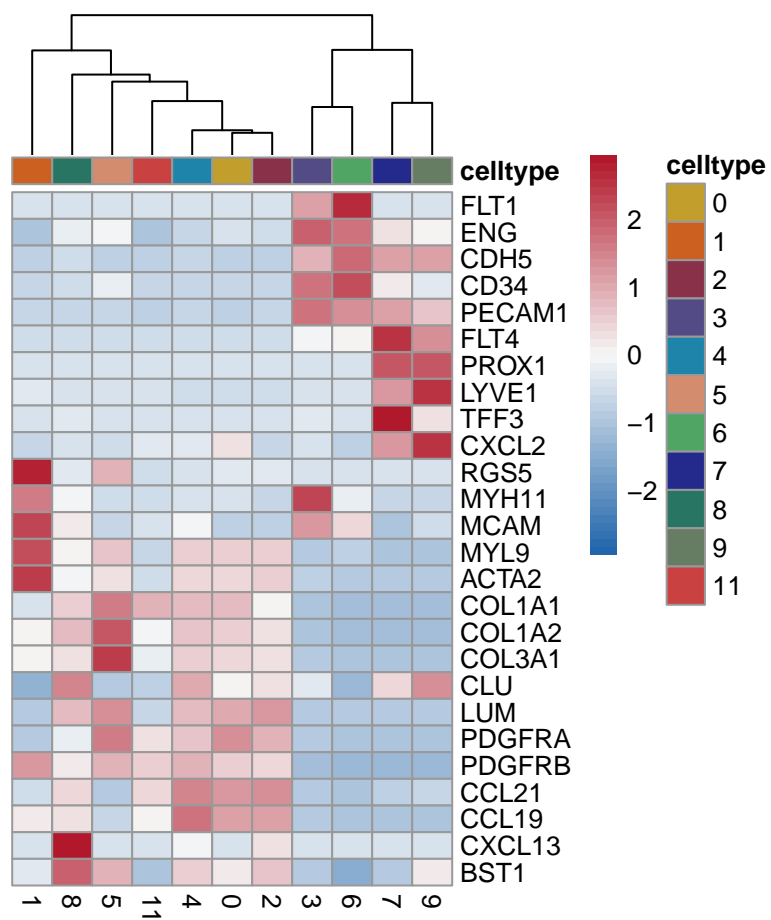 celltype
FLT1
ENG
CDH5
CD34
PECAM1
FLT4
PROX1
LYVE1
TFF3
CXCL2
RGS5
MYH11
MCAM
MYL9
ACTA2
COL1A1
COL1A2
COL3A1
CLU
LUM
PDGFRA
PDGFRB
CCL21
CCL19
CXCL13
BST1
1 8 5 11 4 0 2 3 6 7 9
2
1
0
−1
−2
celltype
0
1
2
3
4
5
6
7
8
9
11